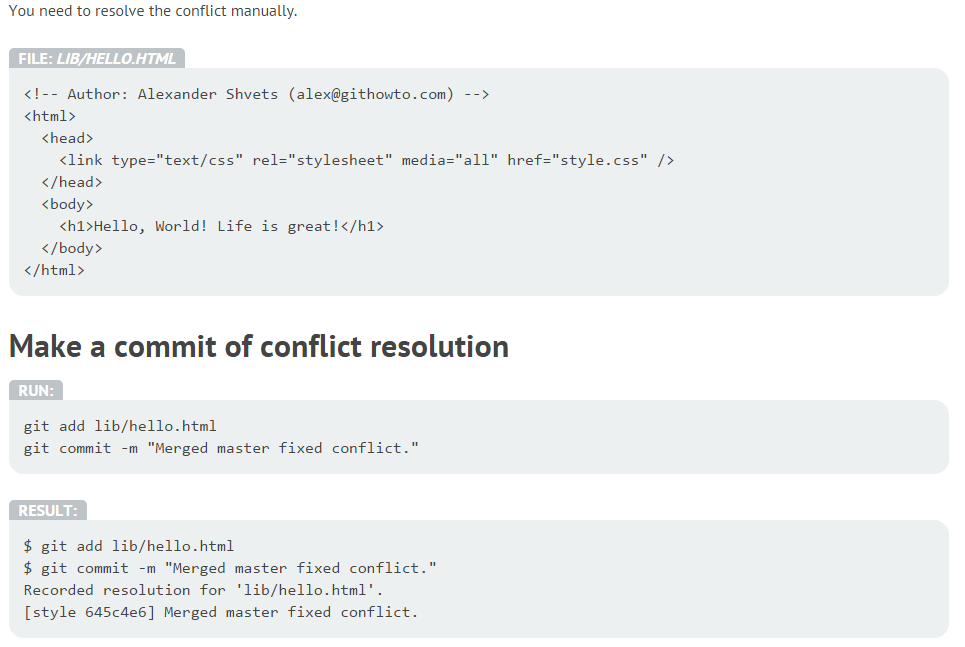 You need to resolve the conflict manually.
FILE: LIB/HELLO.HTML
<!-- Author: Alexander Shvets (alex@githowto.com) -->
<html>
  <head>
    <link type="text/css" rel="stylesheet" media="all" href="style.css" />
  </head>
  <body>
    <h1>Hello, World! Life is great!</h1>
  </body>
</html>
Make a commit of conflict resolution
RUN:
git add lib/hello.html
git commit -m "Merged master fixed conflict."
RESULT:
$ git add lib/hello.html
$ git commit -m "Merged master fixed conflict."
Recorded resolution for 'lib/hello.html'.
[style 645c4e6] Merged master fixed conflict.